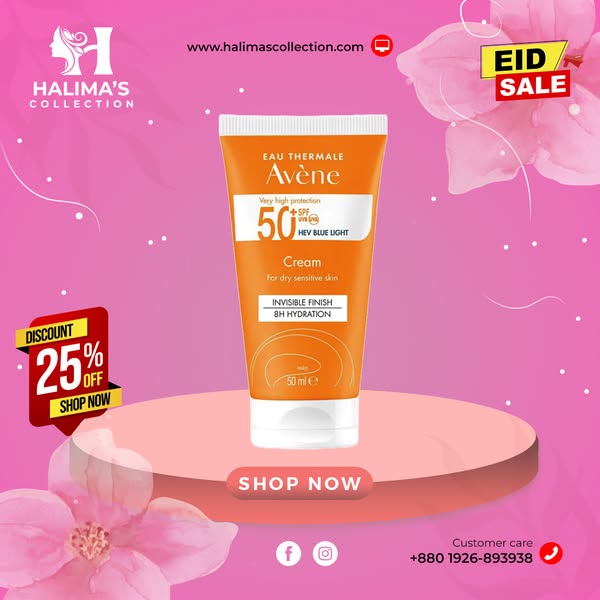 HALIMA'S
COLLECTION
www.halimascollection.com
EID
SALE
EAU THERMALE
Avène
Very high protection
50+ SPF
UVB UVA
HEV BLUE LIGHT
Cream
For dry sensitive skin
INVISIBLE FINISH
8H HYDRATION
50 ml e
DISCOUNT
25%
OFF
SHOP NOW
SHOP NOW
Customer care
+880 1926-893938